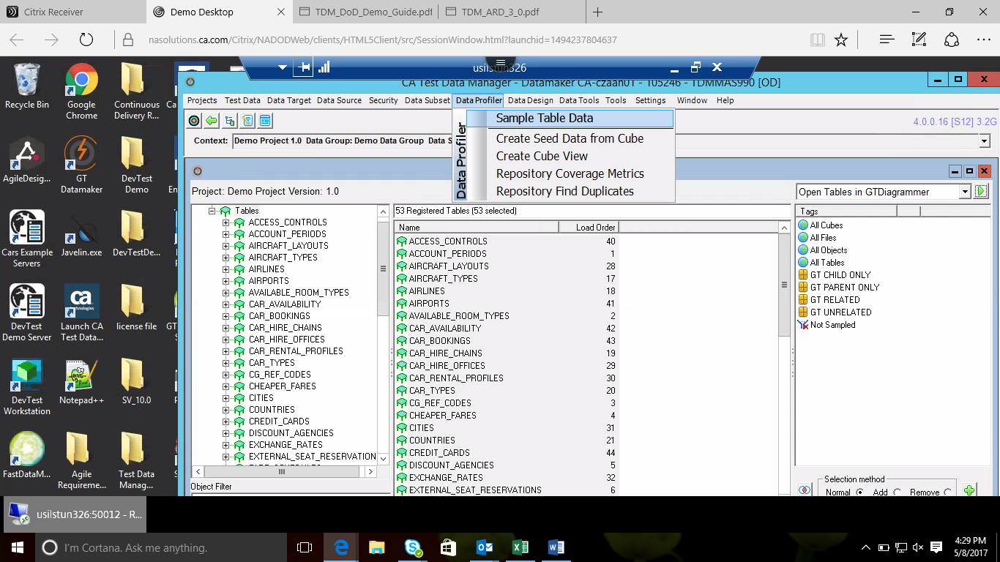 Citrix Receiver
Demo Desktop
TDM_DoD_Demo_Guide.pdf
TDM_ARD_3_0.pdf
nasolutions.ca.com/Citrix/NADODWeb/clients/HTML5Client/src/SessionWindow.html?launchid=1494237804637
usilstun326
CA Test Data Manager - Datamaker CA-czaan01 - T05246 - TDMMAS990 [OD]
Projects Test Data Data Target Data Source Security Data Subset Data Profiler Data Design Data Tools Tools Settings Window Help
Data Profiler
Sample Table Data
Create Seed Data from Cube
Create Cube View
Repository Coverage Metrics
Repository Find Duplicates
4.0.0.16 [S12] 3.2G
Context: Demo Project 1.0 Data Group: Demo Data Group Data S
Project: Demo Project Version: 1.0
Open Tables in GTDiagrammer
Tables
ACCESS_CONTROLS
ACCOUNT_PERIODS
AIRCRAFT_LAYOUTS
AIRCRAFT_TYPES
AIRLINES
AIRPORTS
AVAILABLE_ROOM_TYPES
CAR_AVAILABILITY
CAR_BOOKINGS
CAR_HIRE_CHAINS
CAR_HIRE_OFFICES
CAR_RENTAL_PROFILES
CAR_TYPES
CG_REF_CODES
CHEAPER_FARES
CITIES
COUNTRIES
CREDIT_CARDS
DISCOUNT_AGENCIES
EXCHANGE_RATES
EXTERNAL_SEAT_RESERVATION
Object Filter
53 Registered Tables (53 selected)
Name Load Order
ACCESS_CONTROLS 40
ACCOUNT_PERIODS 1
AIRCRAFT_LAYOUTS 28
AIRCRAFT_TYPES 17
AIRLINES 18
AIRPORTS 41
AVAILABLE_ROOM_TYPES 2
CAR_AVAILABILITY 42
CAR_BOOKINGS 43
CAR_HIRE_CHAINS 19
CAR_HIRE_OFFICES 29
CAR_RENTAL_PROFILES 30
CAR_TYPES 20
CG_REF_CODES 3
CHEAPER_FARES 4
CITIES 31
COUNTRIES 21
CREDIT_CARDS 44
DISCOUNT_AGENCIES 5
EXCHANGE_RATES 32
EXTERNAL_SEAT_RESERVATIONS 6
Tags
All Cubes
All Files
All Objects
All Tables
GT CHILD ONLY
GT PARENT ONLY
GT RELATED
GT UNRELATED
Not Sampled
Selection method
Normal Add Remove
Recycle Bin
Google
Chrome
Continuous
Delivery R...
AgileDesig...
GT
Datamaker
DevTest
Demo
Cars Example
Servers
Javelin.exe
DevTestDe...
DevTest
Demo Server
ca
technologies
Launch CA
Test Data...
license file
DevTest
Workstation
Notepad++
SV_10.0
FastDataM...
Agile
Requireme...
Test Data
Manag...
usilstun326:50012 - R...
I'm Cortana. Ask me anything.
4:29 PM
5/8/2017